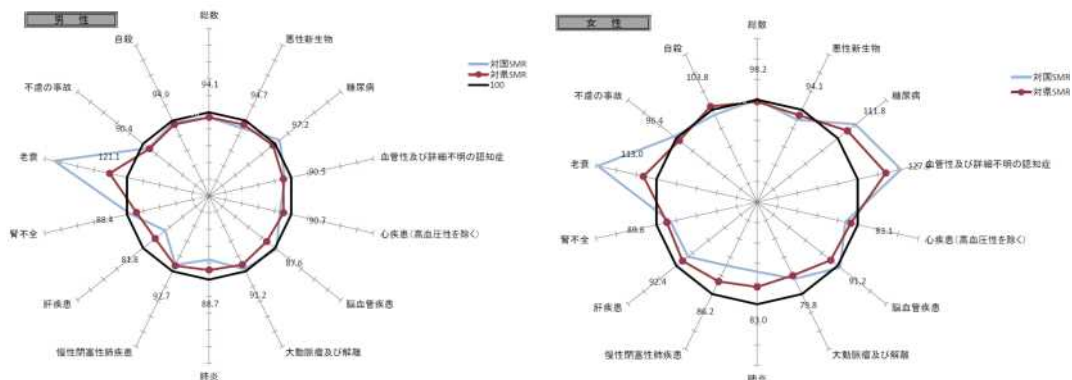 男 性
総数
悪性新生物
糖尿病
血管性及び詳細不明の認知症
心疾患(高血圧性を除く)
脳血管疾患
大動脈瘤及び解離
肺炎
慢性閉塞性肺疾患
肝疾患
腎不全
老衰
不慮の事故
自殺
94.1
94.7
97.2
90.5
90.7
87.6
91.2
88.7
92.7
81.8
88.4
121.1
90.4
94.9
対国SMR
対県SMR
100
女 性
総数
悪性新生物
糖尿病
血管性及び詳細不明の認知症
心疾患(高血圧性を除く)
脳血管疾患
大動脈瘤及び解離
肺炎
慢性閉塞性肺疾患
肝疾患
腎不全
老衰
不慮の事故
自殺
98.2
94.1
111.8
93.1
91.2
79.8
83.0
86.2
92.4
89.6
113.0
96.4
103.8
対国SMR
対県SMR